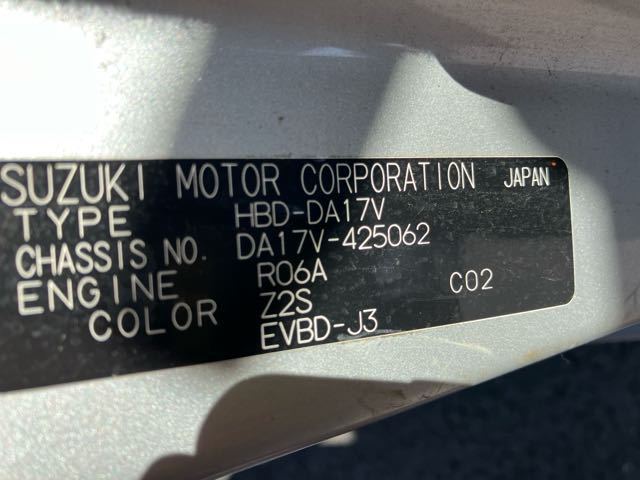 SUZUKI MOTOR CORPORATION JAPAN
TYPE HBD-DA17V
CHASSIS NO. DA17V-425062
ENGINE R06A C02
COLOR Z2S
EVBD-J3